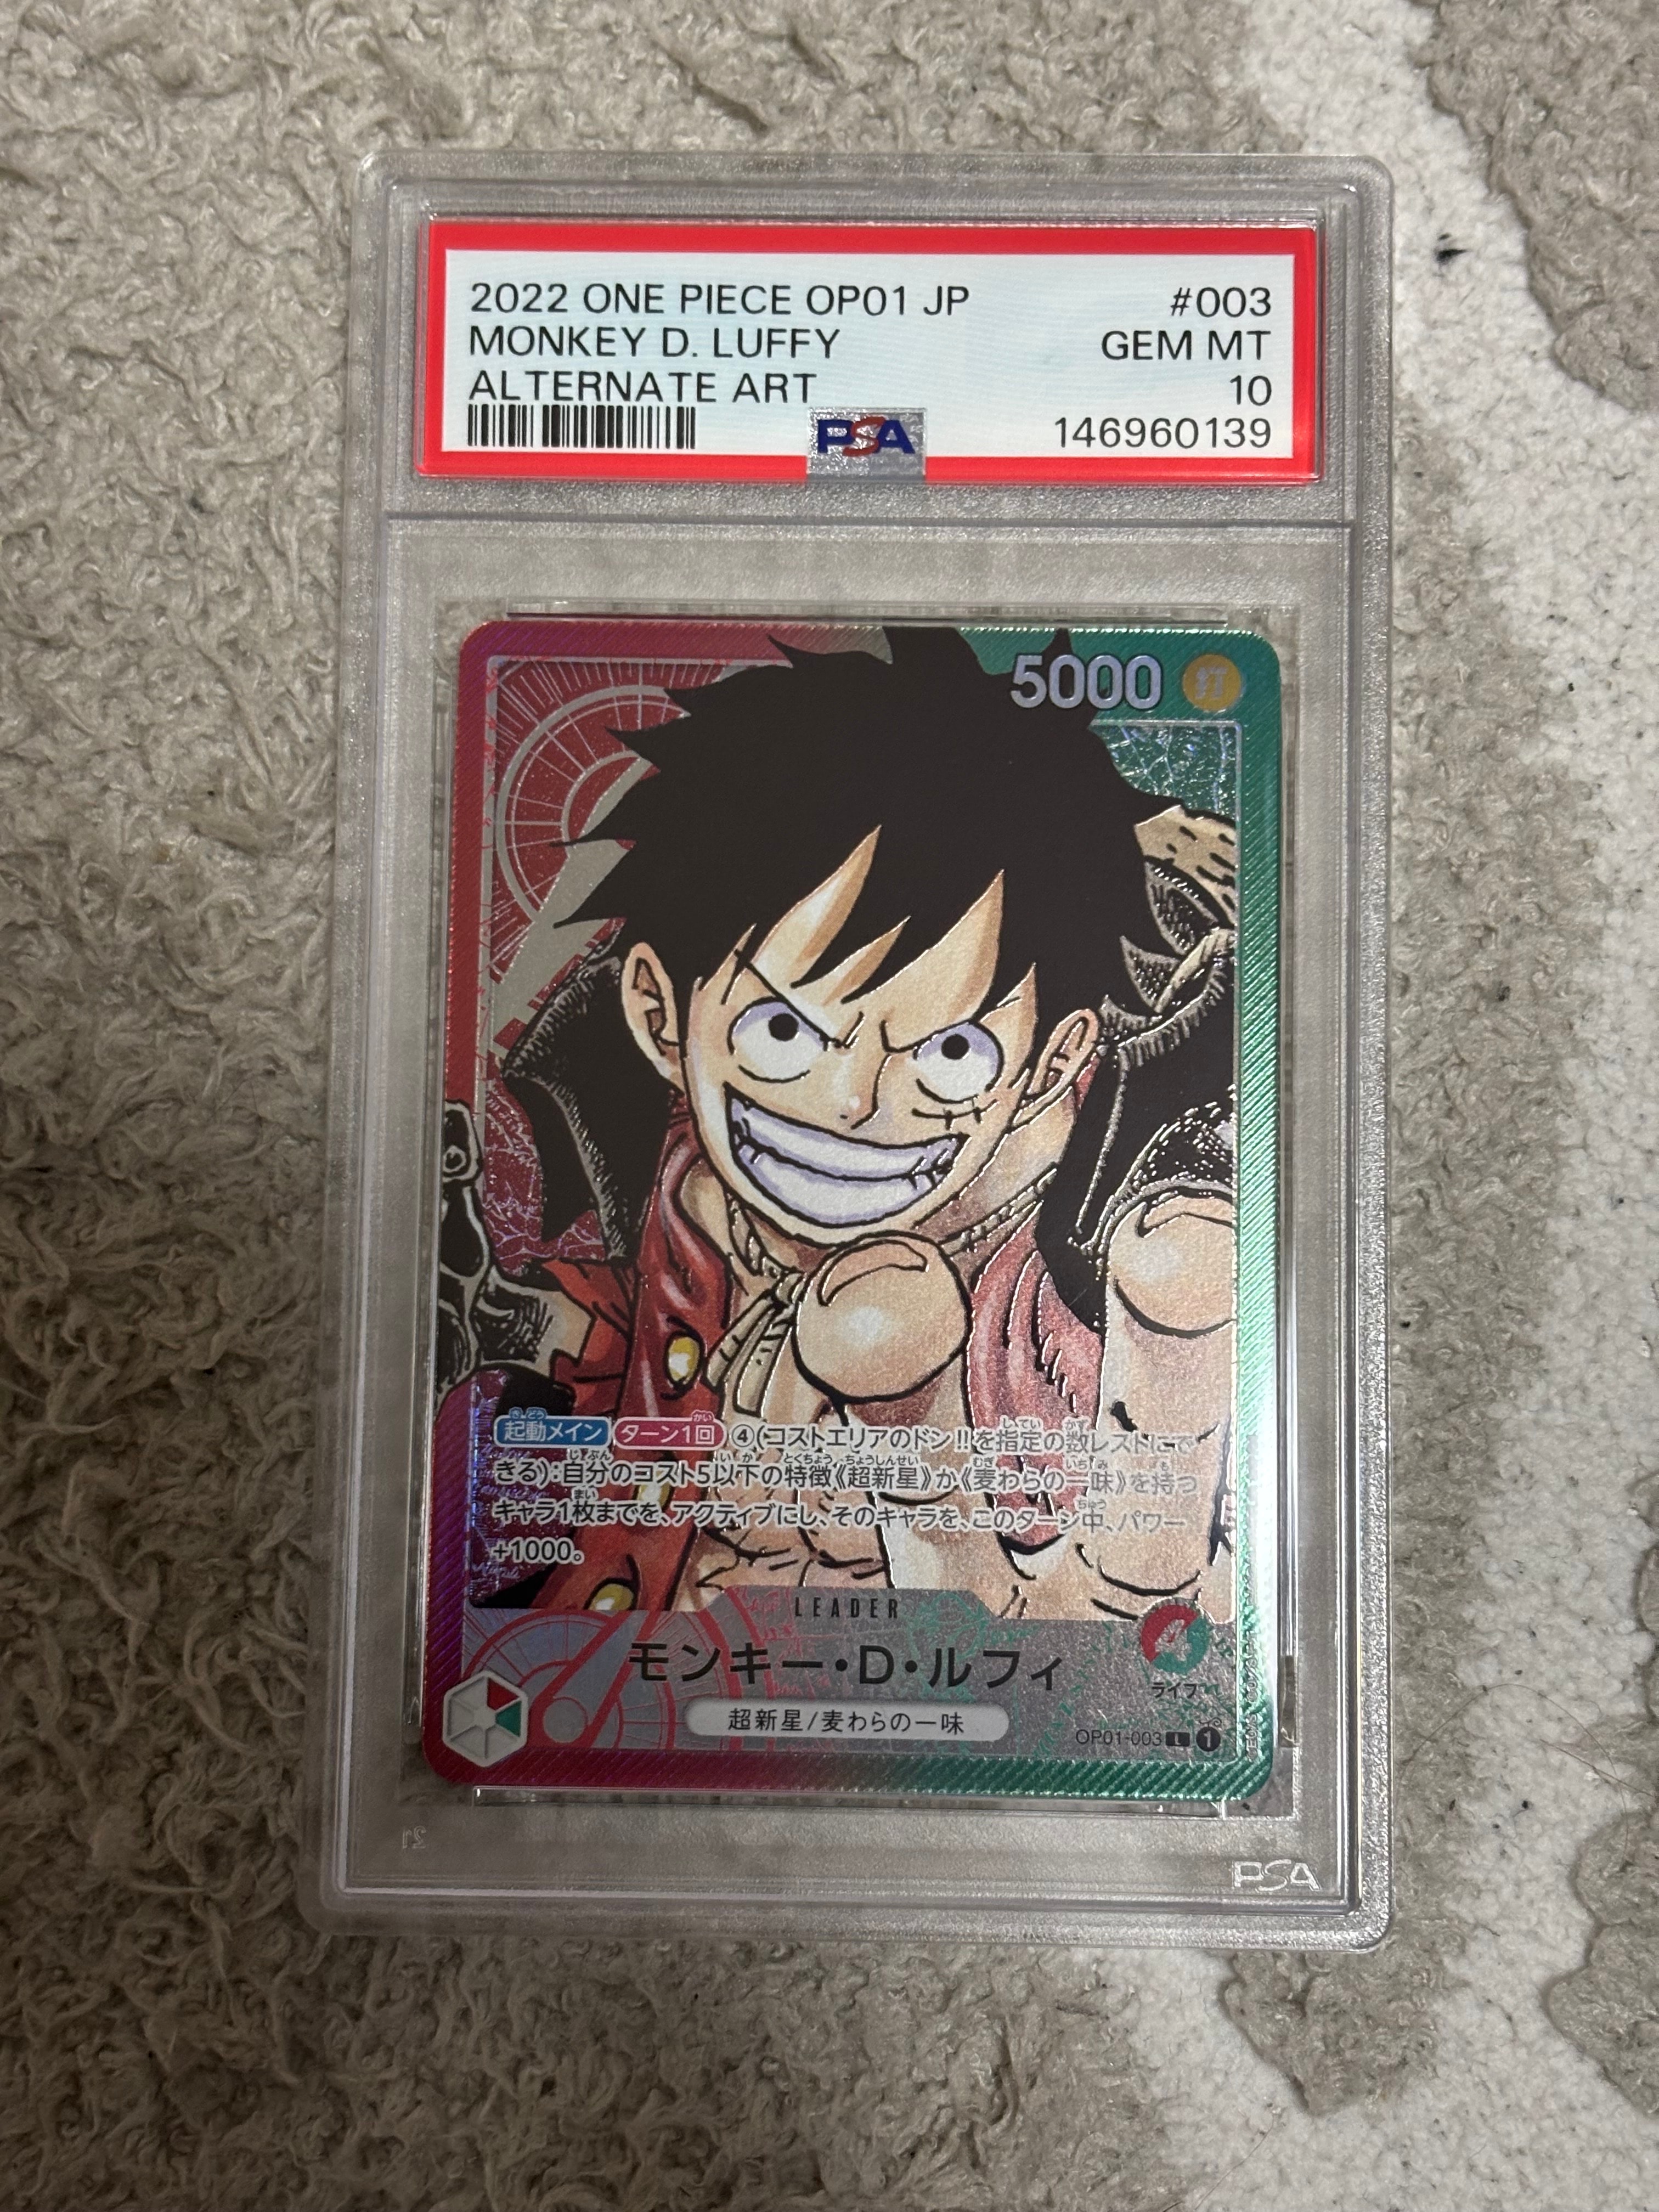 2022 ONE PIECE OP01 JP #003
MONKEY D. LUFFY GEM MT
ALTERNATE ART 10
PSA 146960139
5000 打
起動メイン ターン1回 ④(コストエリアのドン!!を指定の数レストにで
きる):自分のコスト5以下の特徴《超新星》か《麦わらの一味》を持つ
キャラ1枚までを、アクティブにし、そのキャラを、このターン中、パワー
+1000。
LEADER
モンキー・D・ルフィ
ライフ
超新星/麦わらの一味
OP01-003 L 1
PSA